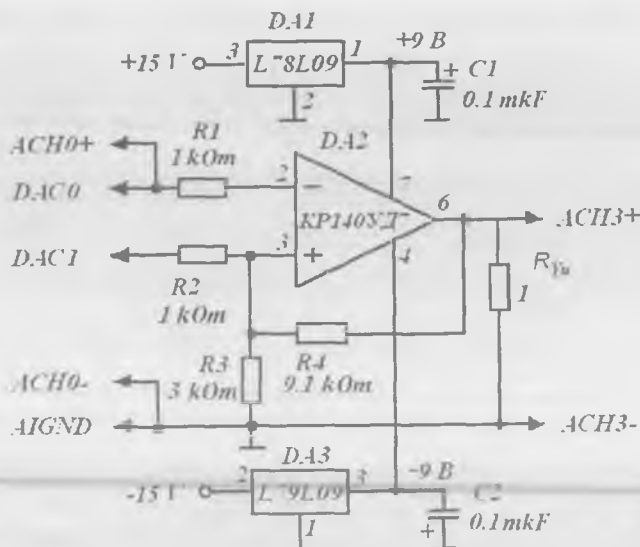 DA1
+15 V
3
L78L09
1
+9 В
2
+
C1
0.1 mkF
R1
1 kOm
ACH0+
DAC0
DA2
2
−
7
КР140УД7
6
ACH3+
DAC1
3
+
4
R2
1 kOm
1
R4
9.1 kOm
R3
3 kOm
ACH0-
AIGND
ACH3-
DA3
-15 V
2
L79L09
3
-9 В
1
C2
0.1 mkF
+